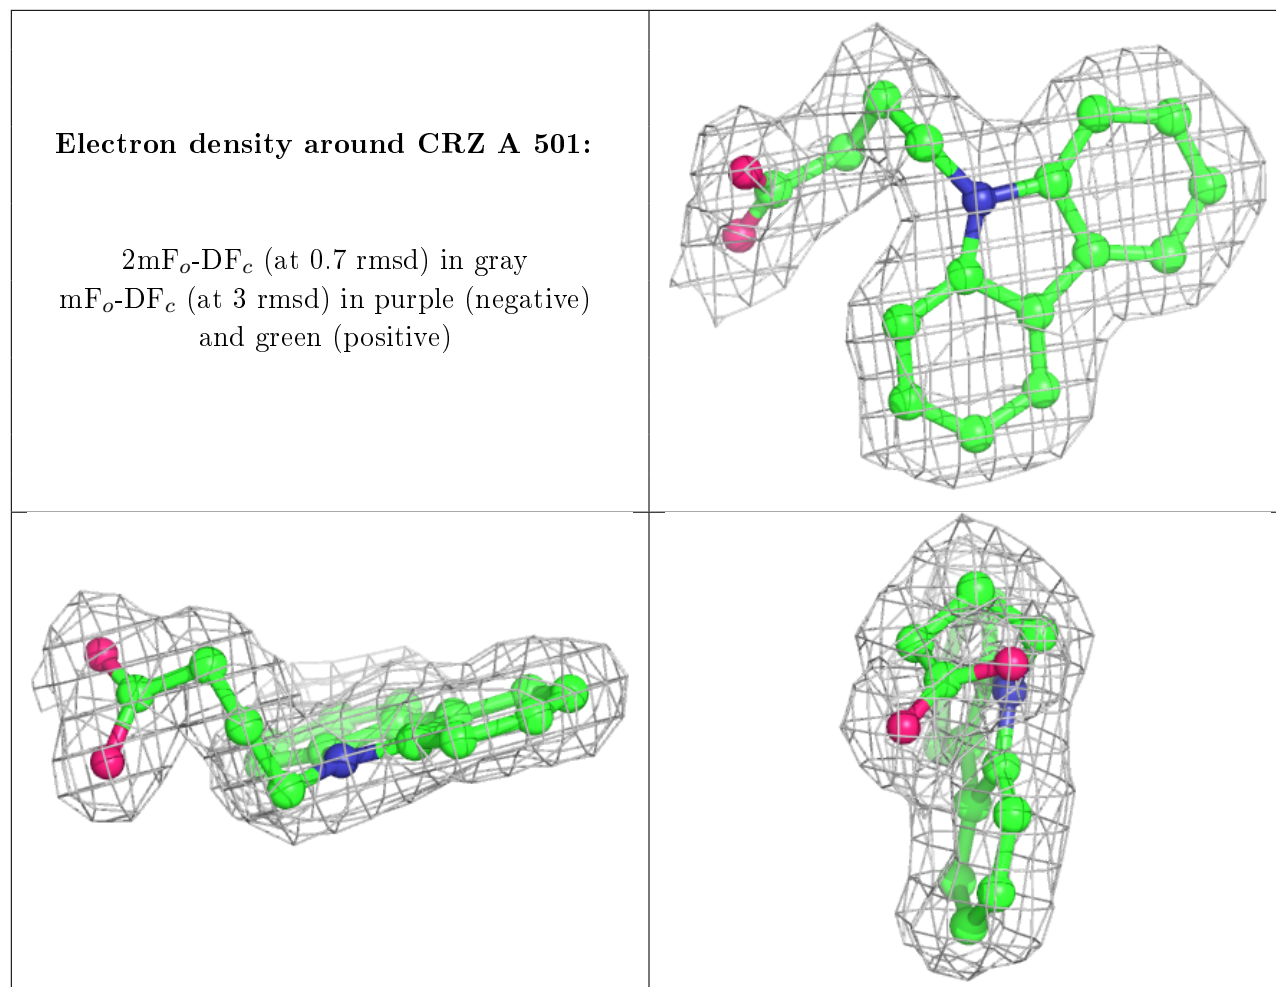 Electron density around CRZ A 501:
2mFₒ-DF𝒸 (at 0.7 rmsd) in gray
mFₒ-DF𝒸 (at 3 rmsd) in purple (negative)
and green (positive)